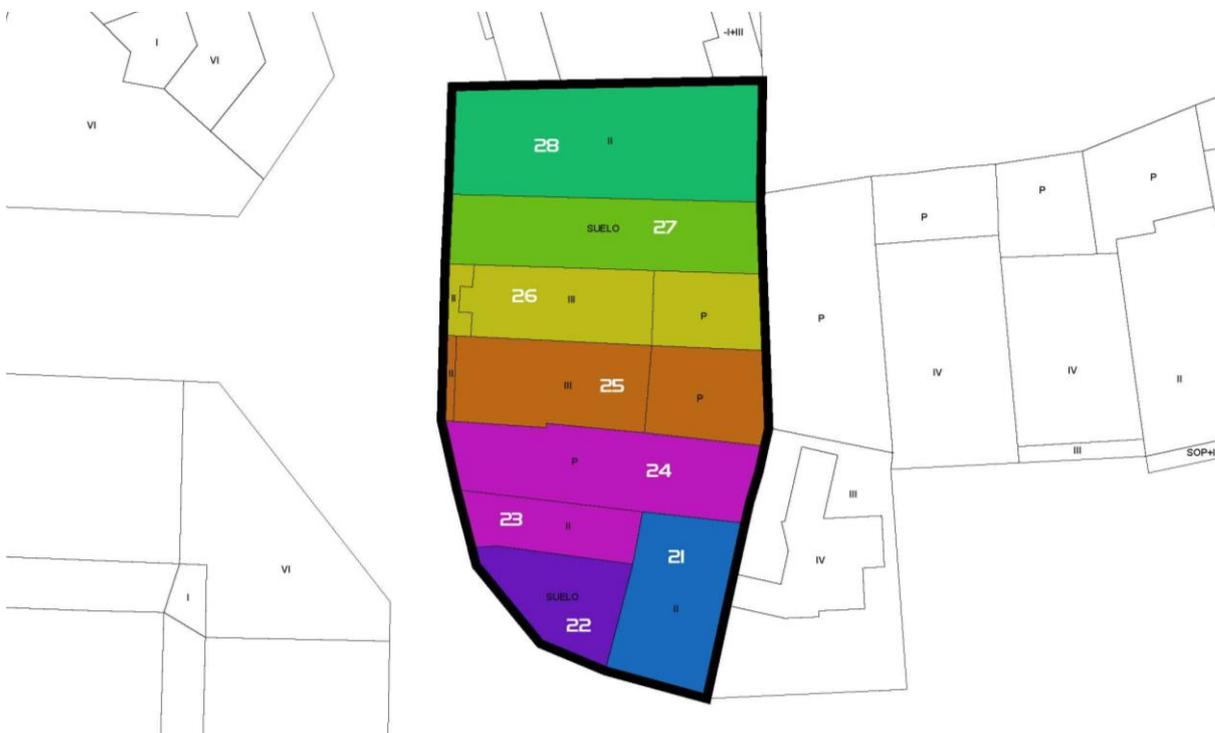 -I+III
I
VI
VI
28 II
P
P
P
SUELO 27
II 26 III P
P
II III 25 P
IV
IV
II
P 24
III
SOP+I
III
23 II
21
IV
VI
SUELO
I
II
22